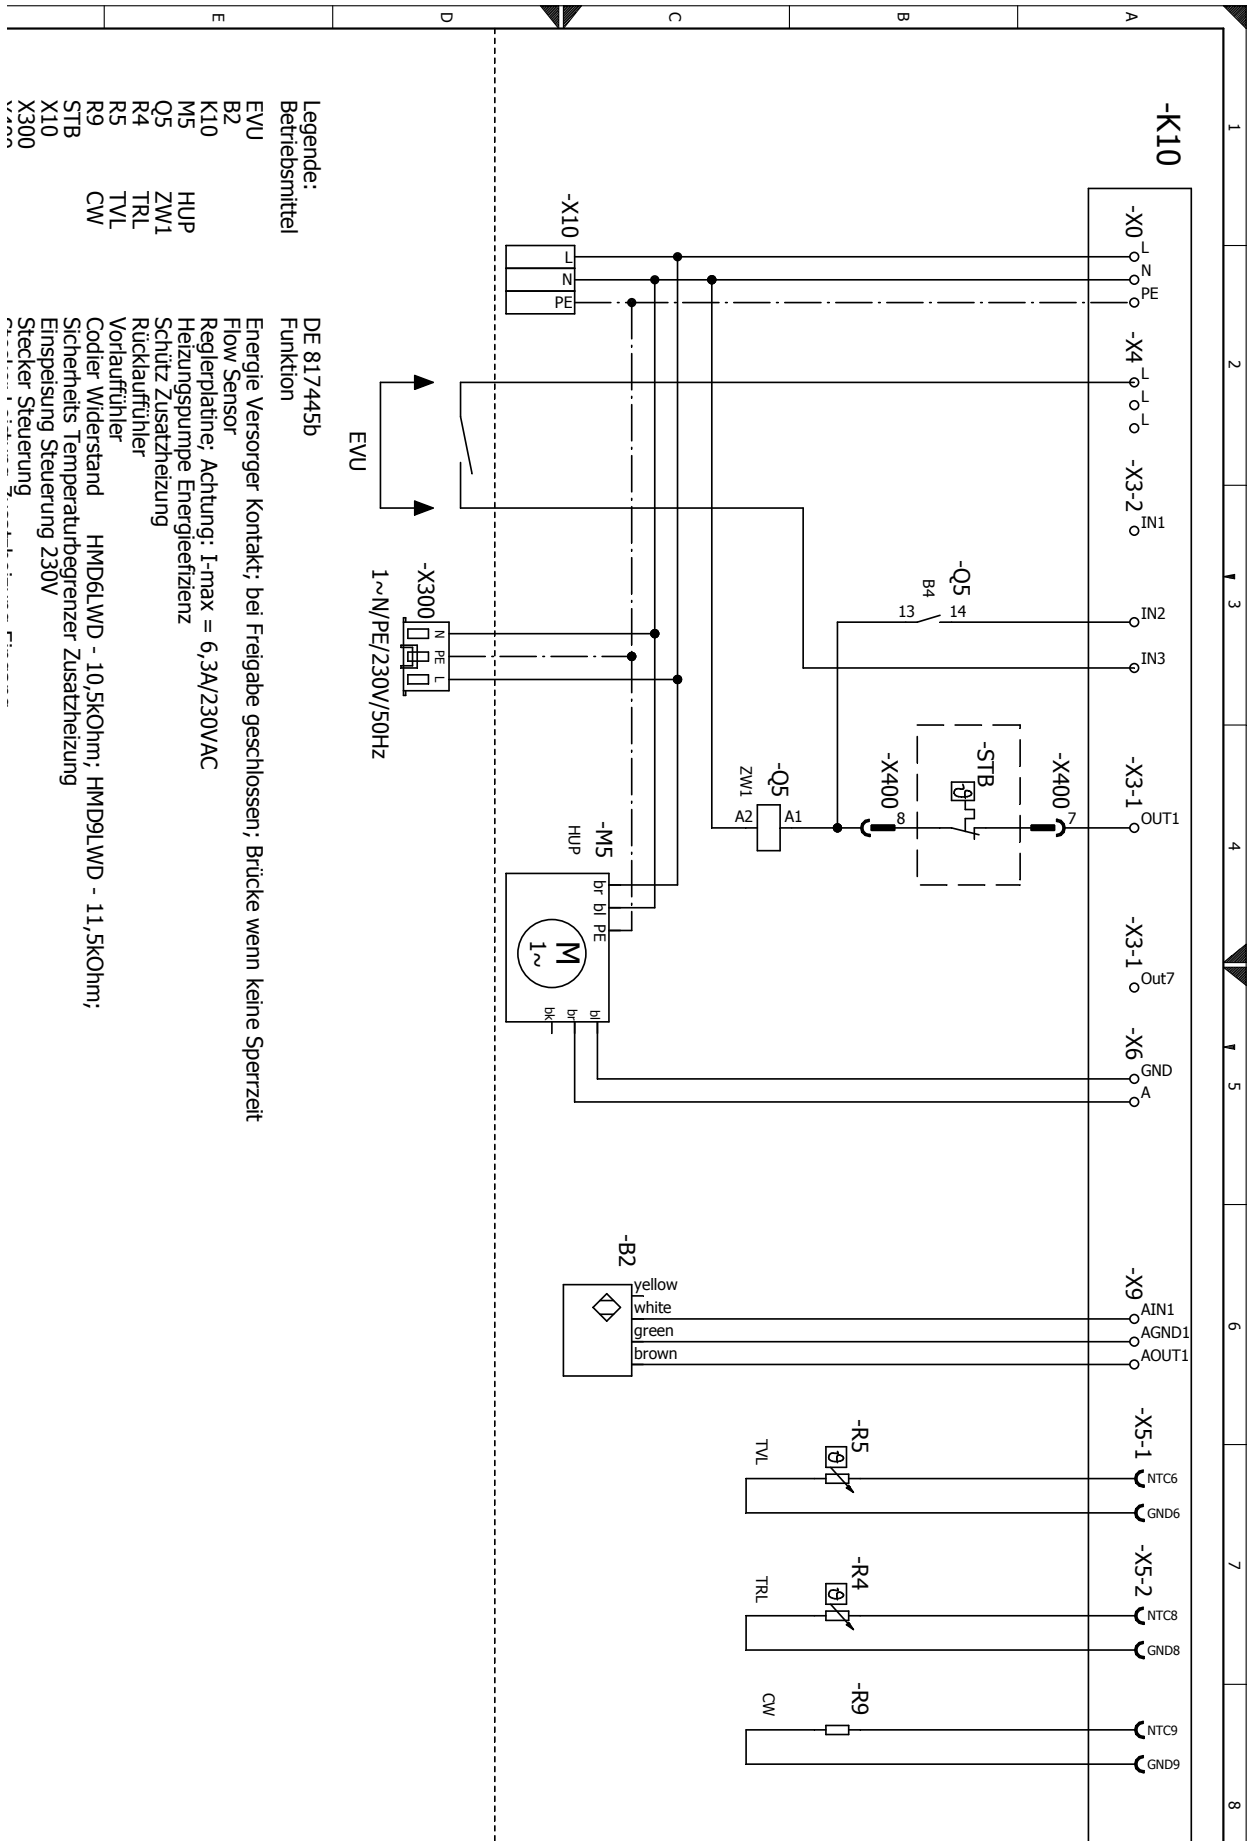 1 2 3 4 5 6 7 8
A
B
C
D
E
-K10
-X0 L N PE
-X4 L L L
-X3-2 IN1 IN2 IN3
-X3-1 OUT1
-X3-1 Out7
-X6 GND A
-X9 AIN1 AGND1 AOUT1
-X5-1 NTC6 GND6
-X5-2 NTC8 GND8 NTC9 GND9
-X400 7
-STB
-X400 8
-Q5 B4 13 14
-Q5 ZW1 A1 A2
-R5 TVL
-R4 TRL
-R9 CW
-X10 L N PE
-M5 HUP br bl PE
M
1~
bl br bk
-B2 yellow white green brown
-X300 N PE L
1~N/PE/230V/50Hz
EVU
Legende: DE 817445b
Betriebsmittel Funktion
EVU Energie Versorger Kontakt; bei Freigabe geschlossen; Brücke wenn keine Sperrzeit
B2 Flow Sensor
K10 Reglerplatine; Achtung: I-max = 6,3A/230VAC
M5 HUP Heizungspumpe Energieefizienz
Q5 ZW1 Schütz Zusatzheizung
R4 TRL Rücklauffühler
R5 TVL Vorlauffühler
R9 CW Codier Widerstand HMD6LWD - 10,5kOhm; HMD9LWD - 11,5kOhm;
STB Sicherheits Temperaturbegrenzer Zusatzheizung
X10 Einspeisung Steuerung 230V
X300 Stecker Steuerung